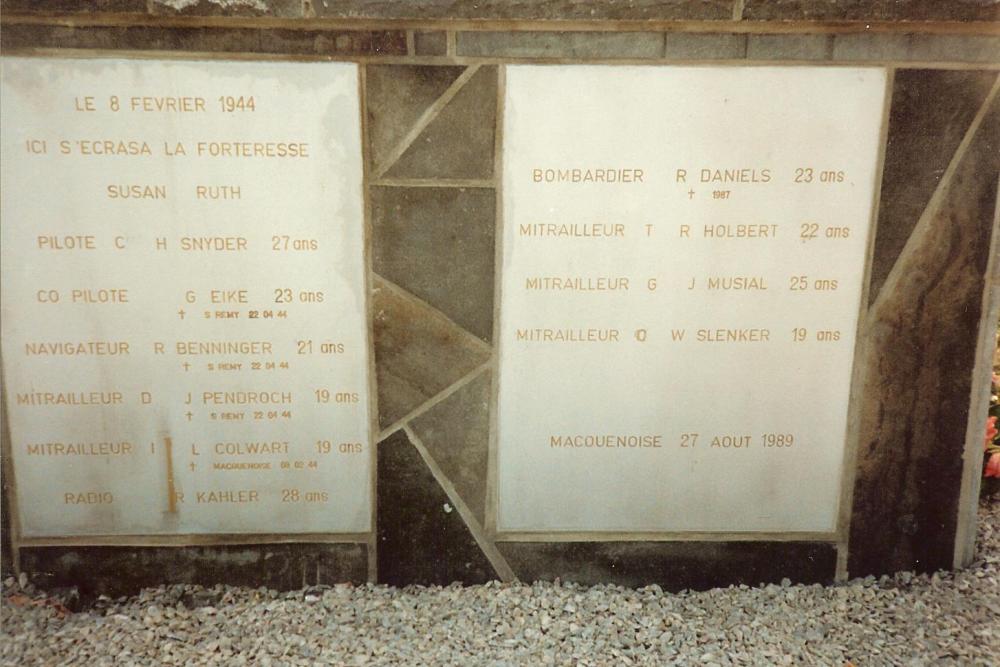 LE 8 FEVRIER 1944
ICI S'ECRASA LA FORTERESSE
SUSAN RUTH
PILOTE C H SNYDER 27 ans
CO PILOTE G EIKE 23 ans
† S REMY 22 04 44
NAVIGATEUR R BENNINGER 21 ans
† S REMY 22 04 44
MITRAILLEUR D J PENDROCH 19 ans
† S REMY 22 04 44
MITRAILLEUR I L COLWART 19 ans
† MACQUENOISE 08 02 44
RADIO R KAHLER 28 ans
BOMBARDIER R DANIELS 23 ans
† 1987
MITRAILLEUR T R HOLBERT 22 ans
MITRAILLEUR G J MUSIAL 25 ans
MITRAILLEUR W SLENKER 19 ans
MACQUENOISE 27 AOUT 1989